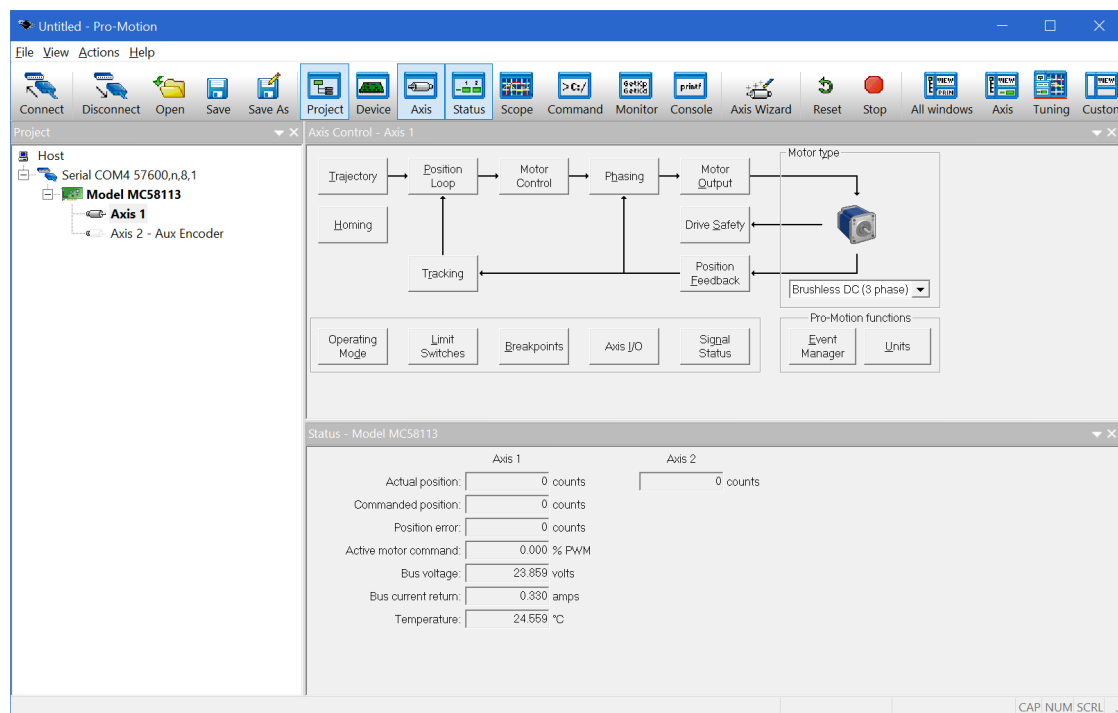 Untitled - Pro-Motion
File View Actions Help
Connect Disconnect Open Save Save As Project Device Axis Status Scope Command Monitor Console Axis Wizard Reset Stop All windows Axis Tuning Custom
Project
Host
Serial COM4 57600,n,8,1
Model MC58113
Axis 1
Axis 2 - Aux Encoder
Axis Control - Axis 1
Trajectory
Position Loop
Motor Control
Phasing
Motor Output
Motor type
Homing
Drive Safety
Tracking
Position Feedback
Brushless DC (3 phase)
Operating Mode
Limit Switches
Breakpoints
Axis I/O
Signal Status
Pro-Motion functions
Event Manager
Units
Status - Model MC58113
Axis 1 Axis 2
Actual position: 0 counts 0 counts
Commanded position: 0 counts
Position error: 0 counts
Active motor command: 0.000 % PWM
Bus voltage: 23.859 volts
Bus current return: 0.330 amps
Temperature: 24.559 °C
CAP NUM SCRL